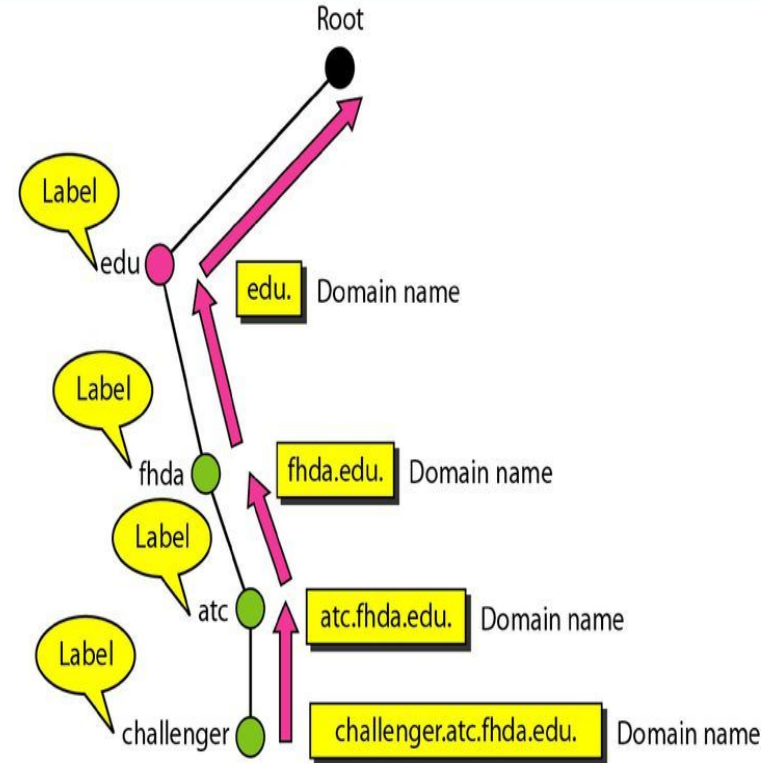 Root
Label
edu
edu. Domain name
Label
fhda
fhda.edu. Domain name
Label
atc
atc.fhda.edu. Domain name
Label
challenger
challenger.atc.fhda.edu. Domain name